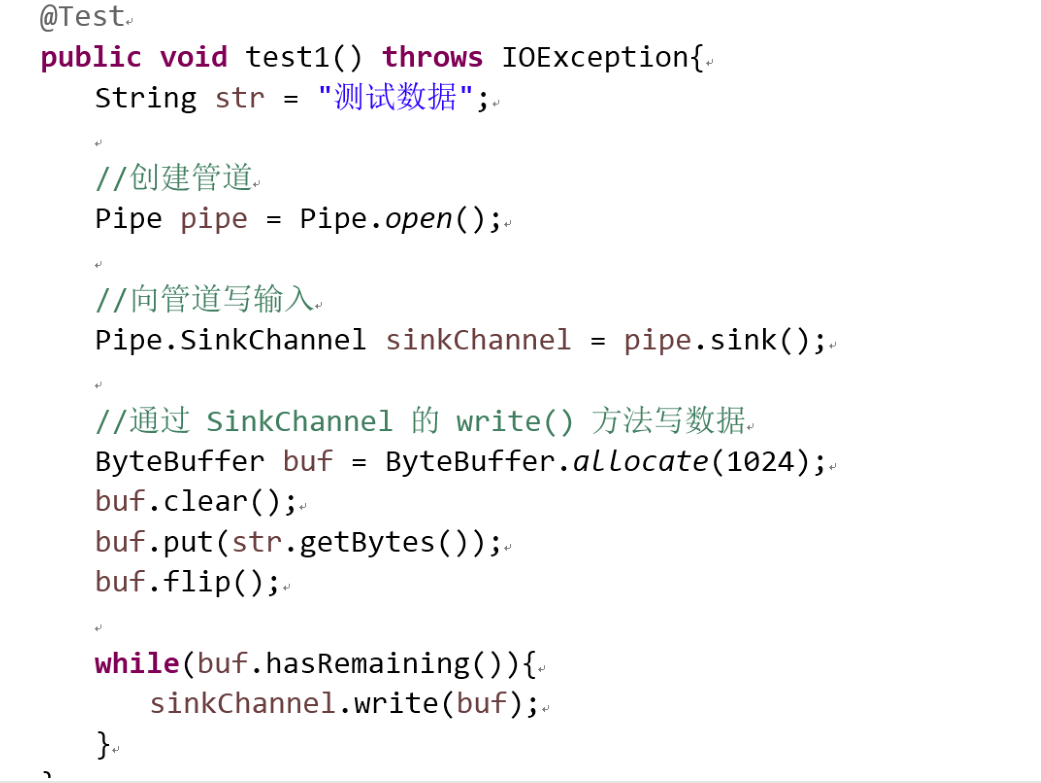 @Test
public void test1() throws IOException{
String str = "测试数据";
//创建管道
Pipe pipe = Pipe.open();
//向管道写输入
Pipe.SinkChannel sinkChannel = pipe.sink();
//通过 SinkChannel 的 write() 方法写数据
ByteBuffer buf = ByteBuffer.allocate(1024);
buf.clear();
buf.put(str.getBytes());
buf.flip();
while(buf.hasRemaining()){
sinkChannel.write(buf);
}